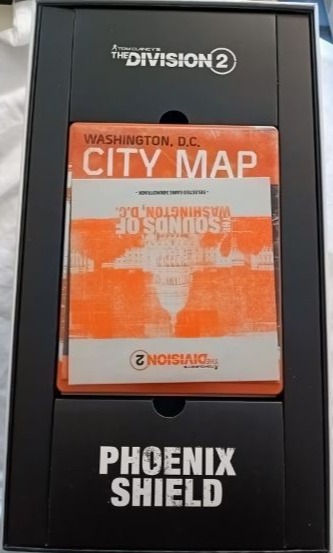 TOM CLANCY'S
THE DIVISION 2
WASHINGTON, D.C.
CITY MAP
TOM CLANCY'S
THE DIVISION 2
THE SOUNDS OF
WASHINGTON, D.C.
- SELECTED GAME SOUNDTRACK -
PHOENIX
SHIELD